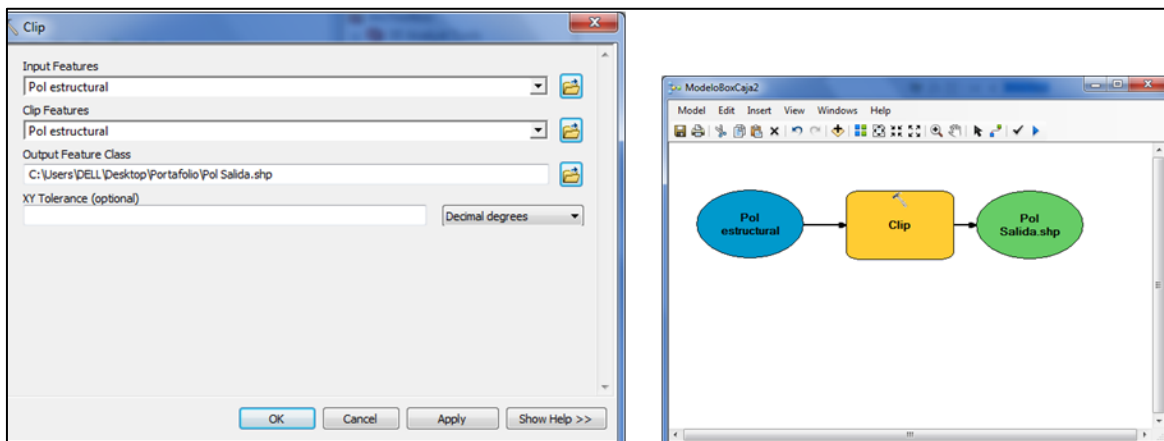 Clip
Input Features
Pol estructural
Clip Features
Pol estructural
Output Feature Class
C:\Users\DELL\Desktop\Portafolio\Pol Salida.shp
XY Tolerance (optional)
Decimal degrees
OK Cancel Apply Show Help >>
ModeloBoxCaja2
Model Edit Insert View Windows Help
Pol
estructural
Clip
Pol
Salida.shp